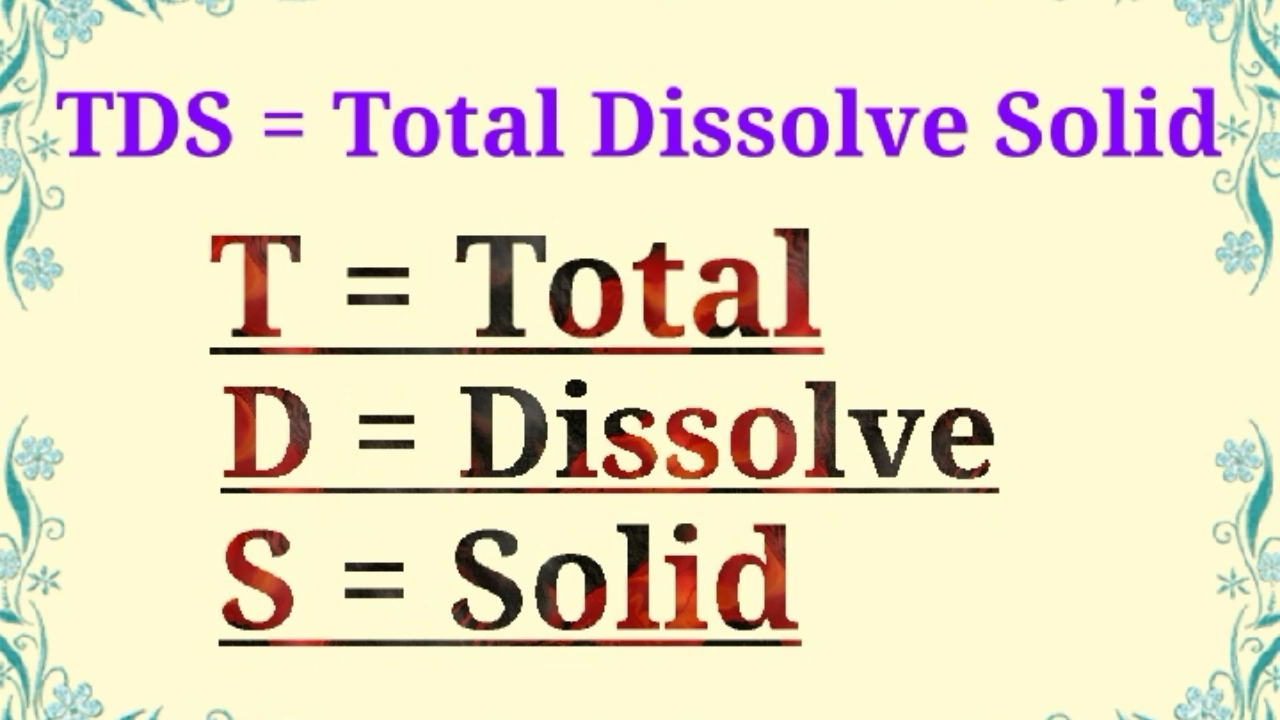 TDS = Total Dissolve Solid
T = Total
D = Dissolve
S = Solid